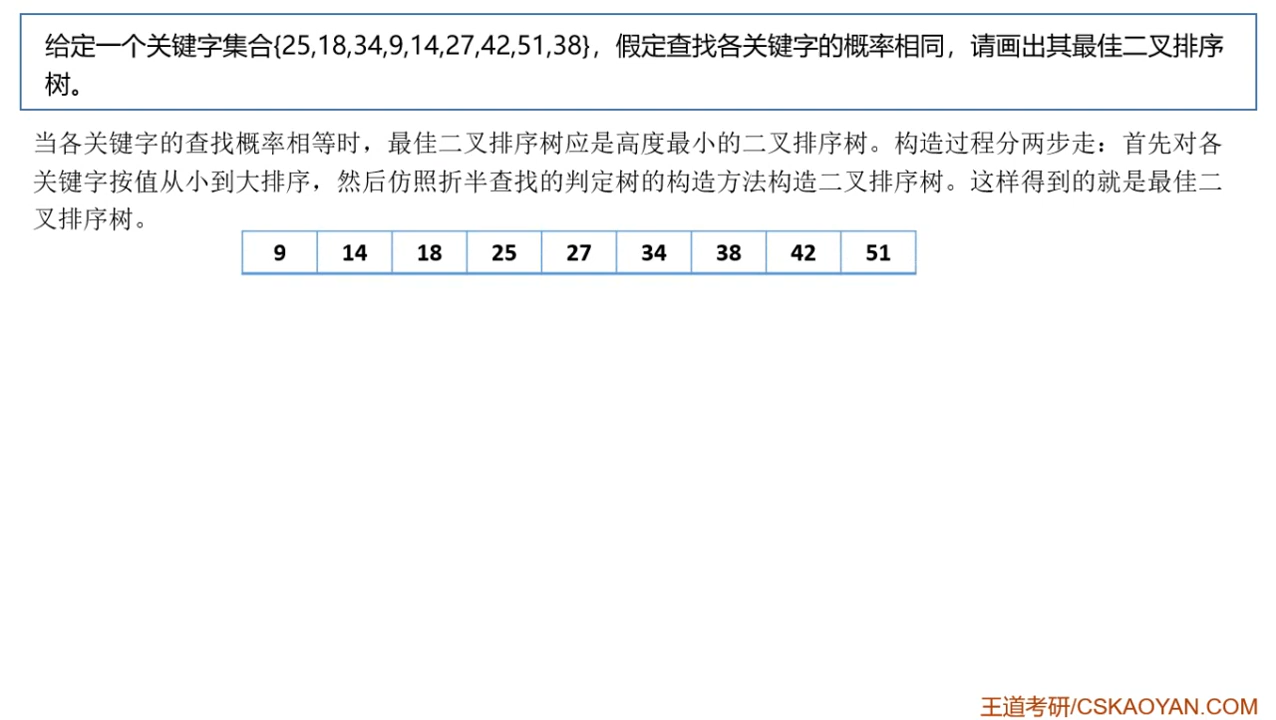 给定一个关键字集合{25,18,34,9,14,27,42,51,38}，假定查找各关键字的概率相同，请画出其最佳二叉排序
树。
当各关键字的查找概率相等时，最佳二叉排序树应是高度最小的二叉排序树。构造过程分两步走：首先对各
关键字按值从小到大排序，然后仿照折半查找的判定树的构造方法构造二叉排序树。这样得到的就是最佳二
叉排序树。
9 14 18 25 27 34 38 42 51
王道考研/CSKAOYAN.COM